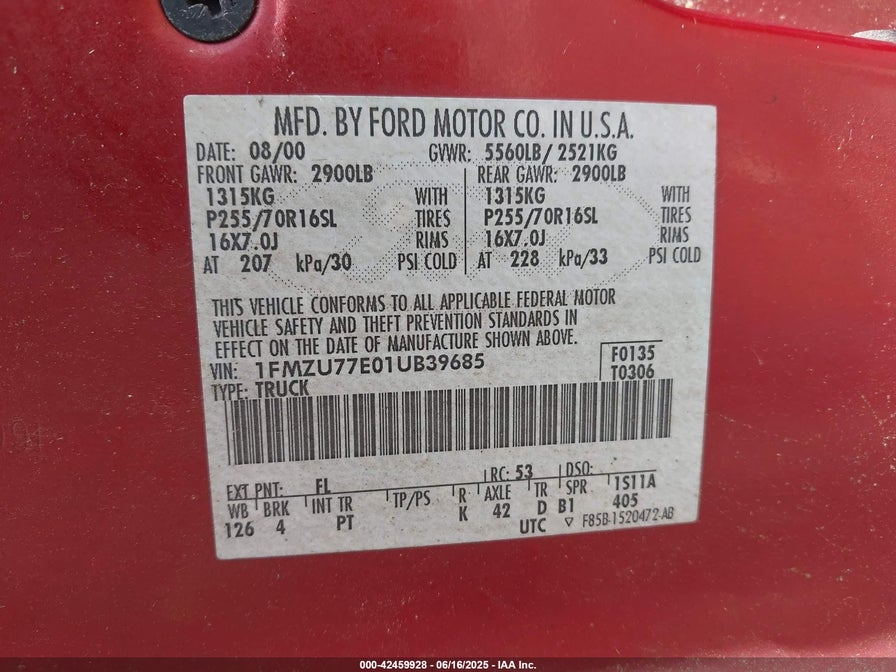 MFD. BY FORD MOTOR CO. IN U.S.A.
DATE: 08/00 GVWR: 5560LB/ 2521KG
FRONT GAWR: 2900LB REAR GAWR: 2900LB
1315KG WITH 1315KG WITH
P255/70R16SL TIRES P255/70R16SL TIRES
16X7.0J RIMS 16X7.0J RIMS
AT 207 kPa/30 PSI COLD AT 228 kPa/33 PSI COLD
THIS VEHICLE CONFORMS TO ALL APPLICABLE FEDERAL MOTOR
VEHICLE SAFETY AND THEFT PREVENTION STANDARDS IN
EFFECT ON THE DATE OF MANUFACTURE SHOWN ABOVE.
VIN: 1FMZU77E01UB39685 F0135
TYPE: TRUCK T0306
EXT PNT: FL RC: 53 DSO:
WB BRK INT TR TP/PS R AXLE TR SPR 1S11A
126 4 PT K 42 D B1 405
UTC ▽ F85B-1520472-AB
000-42459928 - 06/16/2025 - IAA Inc.